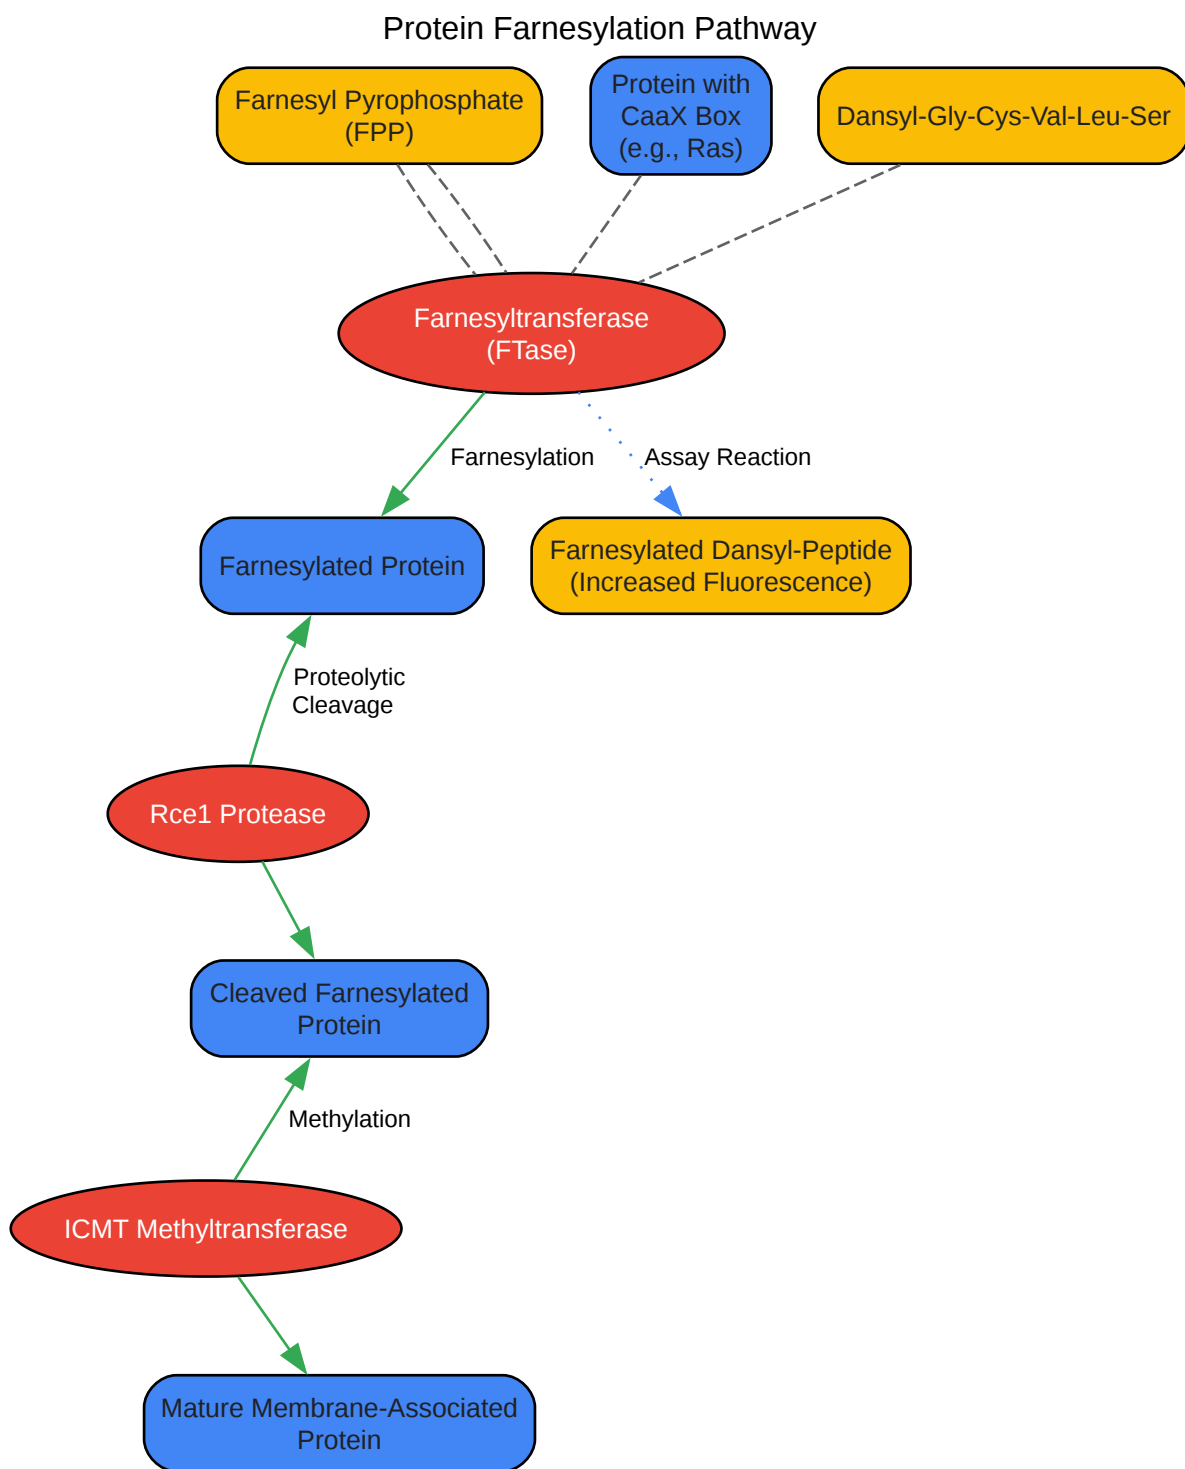 Protein Farnesylation Pathway
Farnesyl Pyrophosphate
(FPP)
Protein with
CaaX Box
(e.g., Ras)
Dansyl-Gly-Cys-Val-Leu-Ser
Farnesyltransferase
(FTase)
Farnesylation
Assay Reaction
Farnesylated Protein
Farnesylated Dansyl-Peptide
(Increased Fluorescence)
Proteolytic
Cleavage
Rce1 Protease
Cleaved Farnesylated
Protein
Methylation
ICMT Methyltransferase
Mature Membrane-Associated
Protein